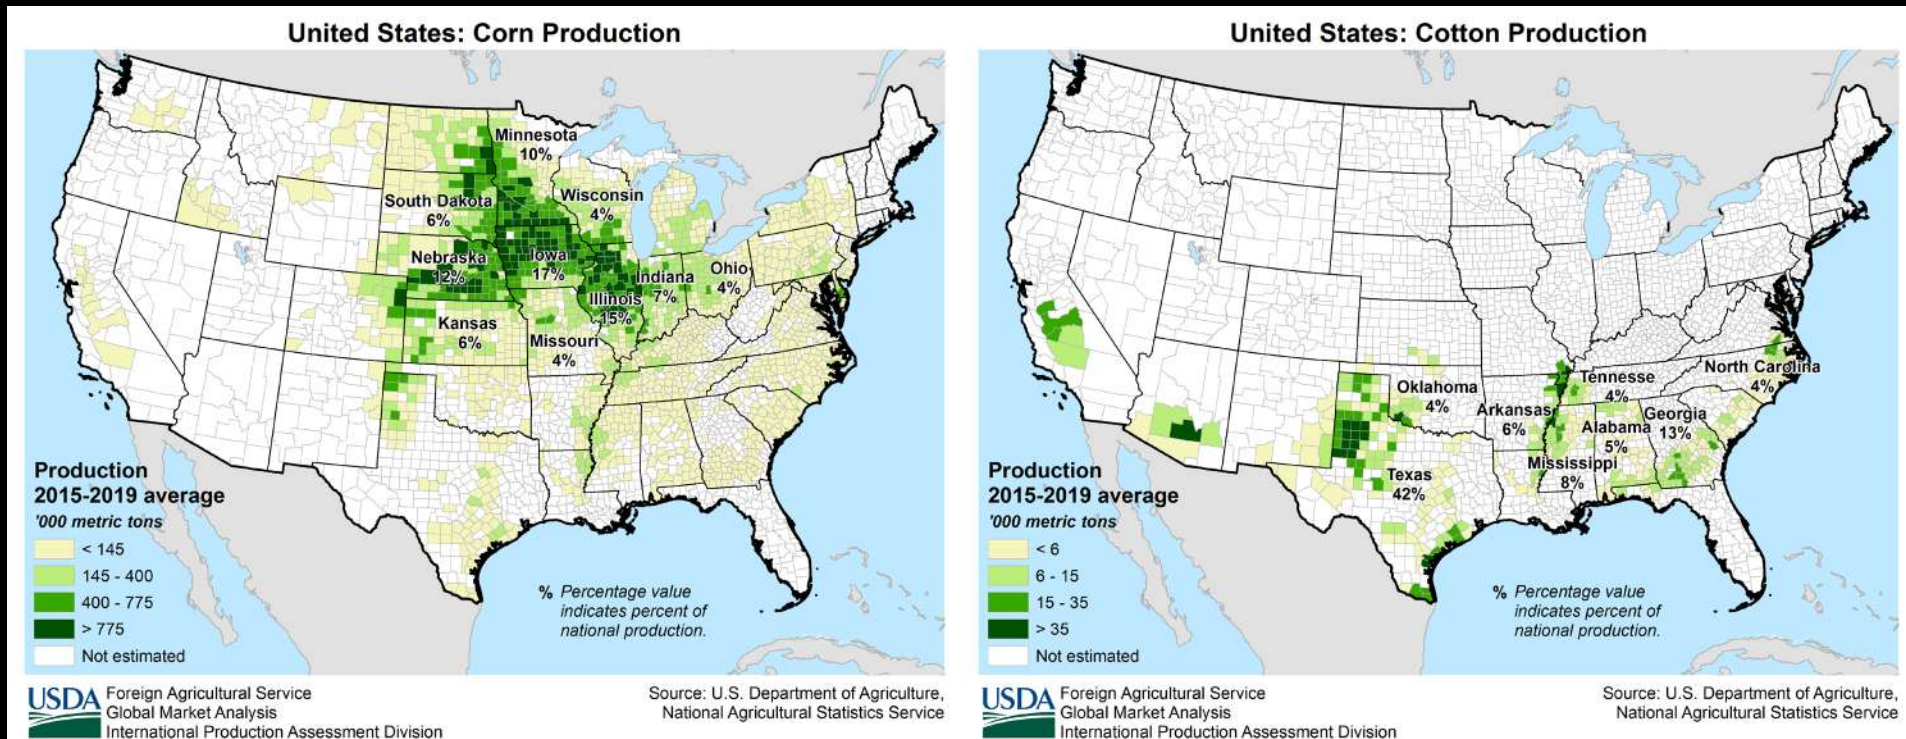 United States: Corn Production
Minnesota
10%
South Dakota
6%
Wisconsin
4%
Nebraska
12%
Iowa
17%
Illinois
15%
Indiana
7%
Ohio
4%
Kansas
6%
Missouri
4%
Production
2015-2019 average
'000 metric tons
< 145
145 - 400
400 - 775
> 775
Not estimated
% Percentage value
indicates percent of
national production.
USDA
Foreign Agricultural Service
Global Market Analysis
International Production Assessment Division
Source: U.S. Department of Agriculture,
National Agricultural Statistics Service
United States: Cotton Production
Oklahoma
4%
Arkansas
6%
Tennesse
4%
North Carolina
4%
Georgia
13%
Alabama
5%
Mississippi
8%
Texas
42%
Production
2015-2019 average
'000 metric tons
< 6
6 - 15
15 - 35
> 35
Not estimated
% Percentage value
indicates percent of
national production.
USDA
Foreign Agricultural Service
Global Market Analysis
International Production Assessment Division
Source: U.S. Department of Agriculture,
National Agricultural Statistics Service